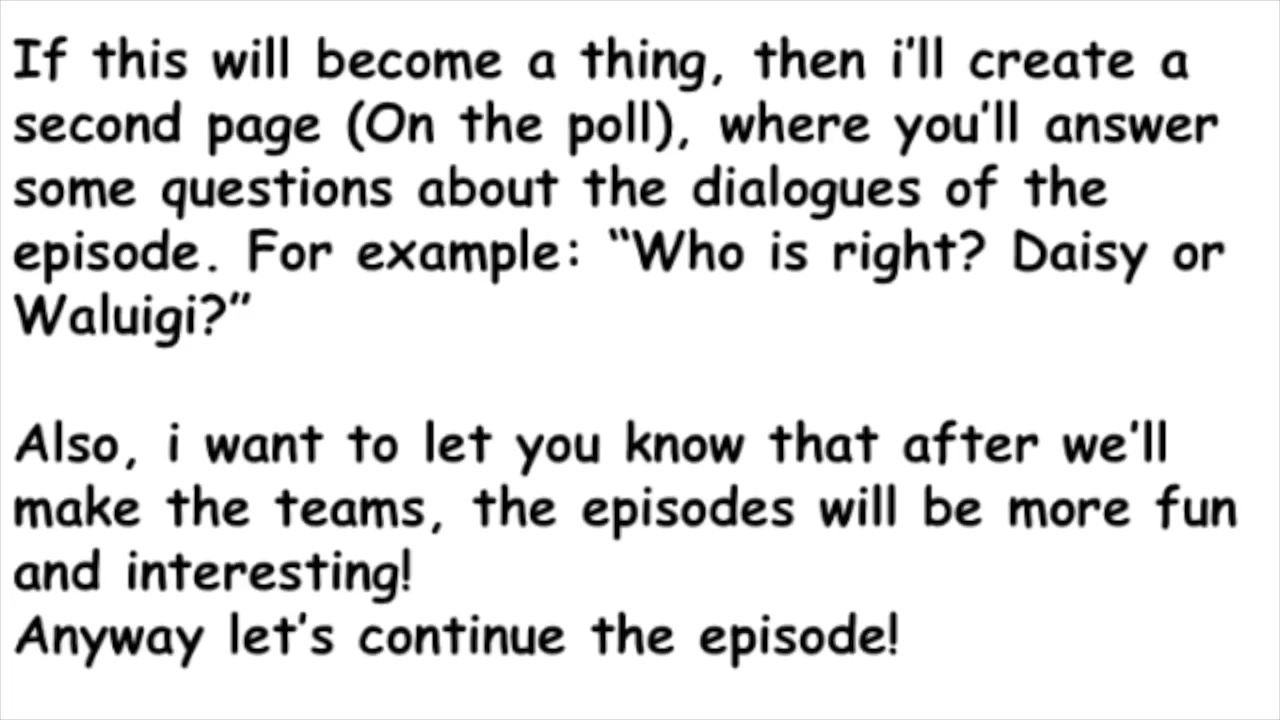 If this will become a thing, then i'll create a
second page (On the poll), where you'll answer
some questions about the dialogues of the
episode. For example: “Who is right? Daisy or
Waluigi?”
Also, i want to let you know that after we'll
make the teams, the episodes will be more fun
and interesting!
Anyway let's continue the episode!